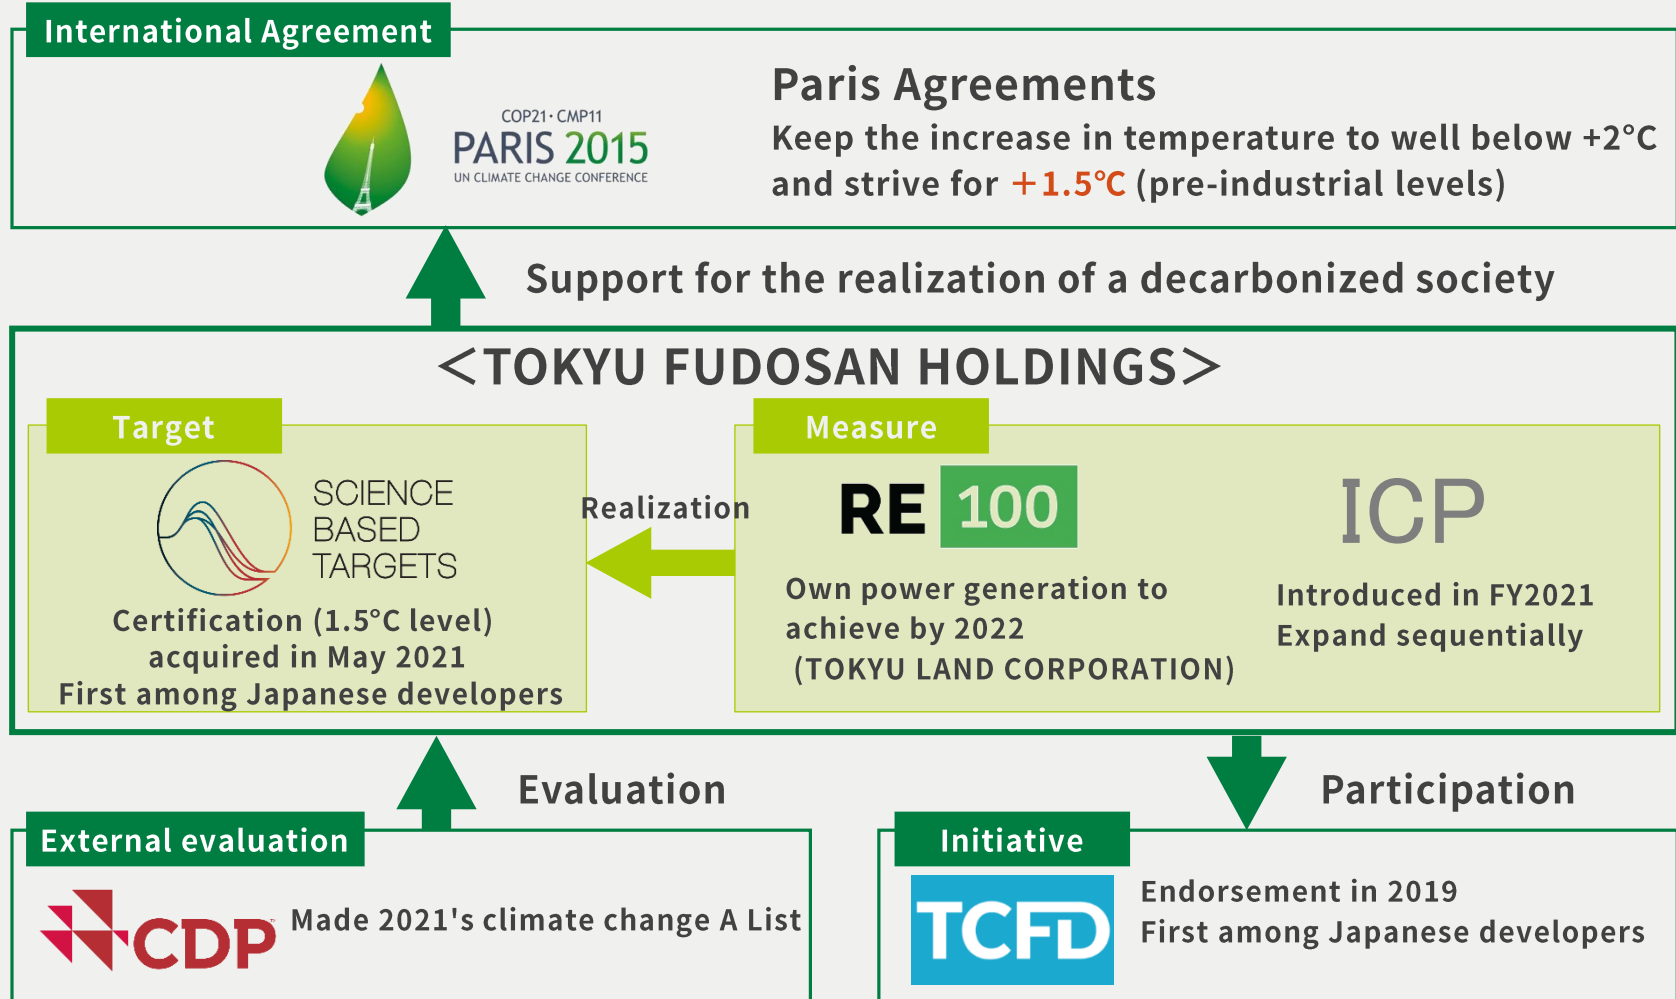 International Agreement
COP21・CMP11
PARIS 2015
UN CLIMATE CHANGE CONFERENCE
Paris Agreements
Keep the increase in temperature to well below +2°C
and strive for +1.5℃ (pre-industrial levels)
Support for the realization of a decarbonized society
＜TOKYU FUDOSAN HOLDINGS＞
Target
SCIENCE
BASED
TARGETS
Certification (1.5°C level)
acquired in May 2021
First among Japanese developers
Realization
Measure
RE 100
Own power generation to
achieve by 2022
(TOKYU LAND CORPORATION)
ICP
Introduced in FY2021
Expand sequentially
Evaluation
Participation
External evaluation
CDP
Made 2021's climate change A List
Initiative
TCFD
Endorsement in 2019
First among Japanese developers